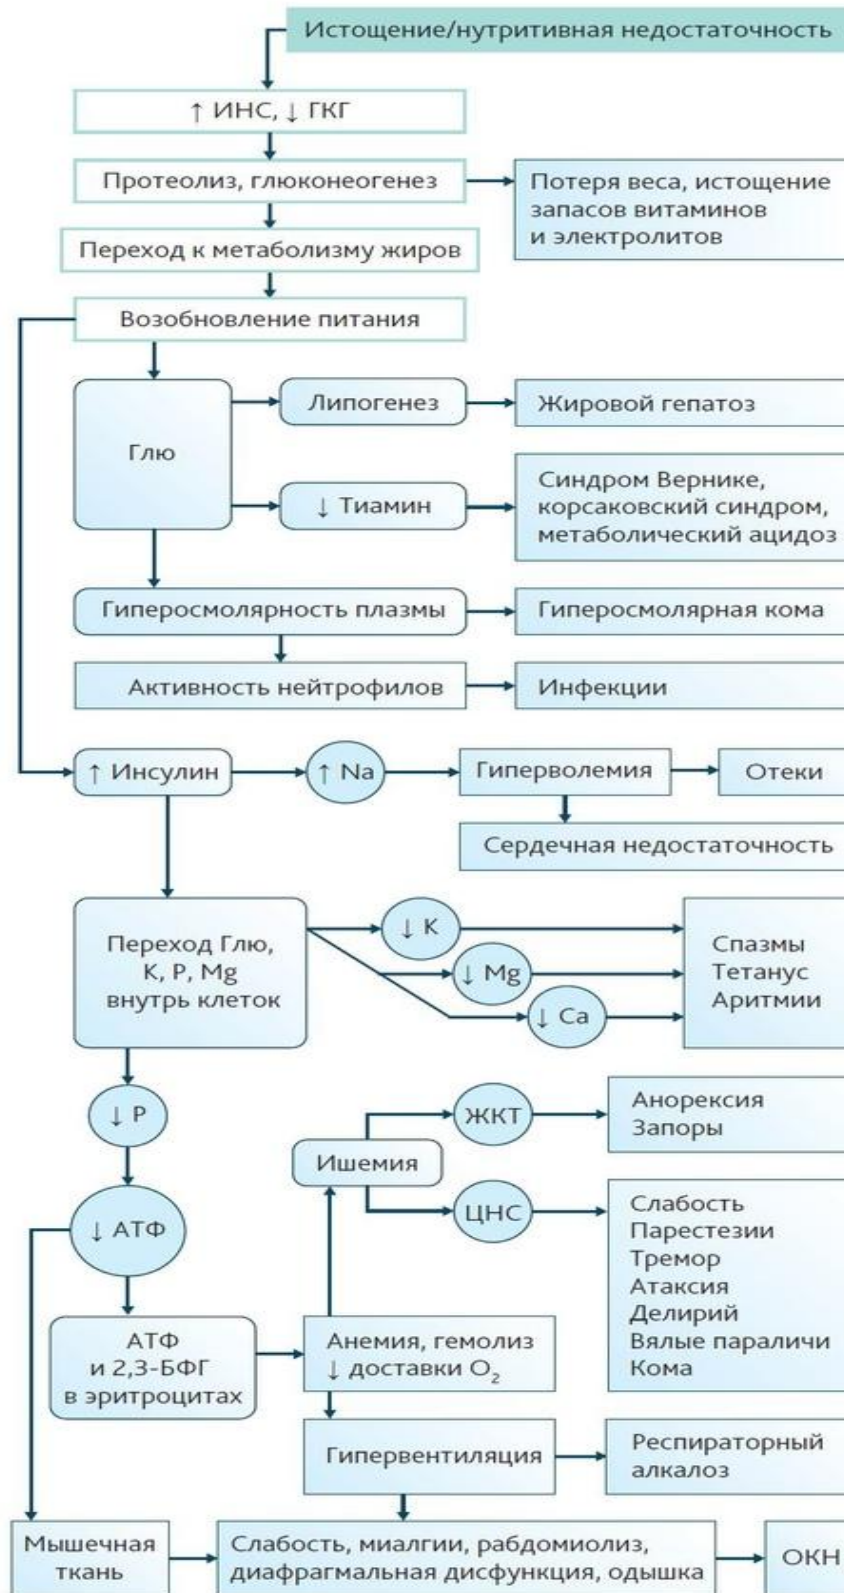 Истощение/нутритивная недостаточность
↑ ИНС, ↓ ГКГ
Протеолиз, глюконеогенез
Потеря веса, истощение
запасов витаминов
и электролитов
Переход к метаболизму жиров
Возобновление питания
Глю
Липогенез
Жировой гепатоз
↓ Тиамин
Синдром Вернике,
корсаковский синдром,
метаболический ацидоз
Гиперосмолярность плазмы
Гиперосмолярная кома
Активность нейтрофилов
Инфекции
↑ Инсулин
↑ Na
Гиперволемия
Отеки
Сердечная недостаточность
Переход Глю,
K, P, Mg
внутрь клеток
↓ K
↓ Mg
↓ Ca
Спазмы
Тетанус
Аритмии
↓ P
↓ АТФ
АТФ
и 2,3-БФГ
в эритроцитах
Ишемия
ЖКТ
Анорексия
Запоры
ЦНС
Слабость
Парестезии
Тремор
Атаксия
Делирий
Вялые параличи
Кома
Анемия, гемолиз
↓ доставки O₂
Гипервентиляция
Респираторный
алкалоз
Мышечная
ткань
Слабость, миалгии, рабдомиолиз,
диафрагмальная дисфункция, одышка
ОКН